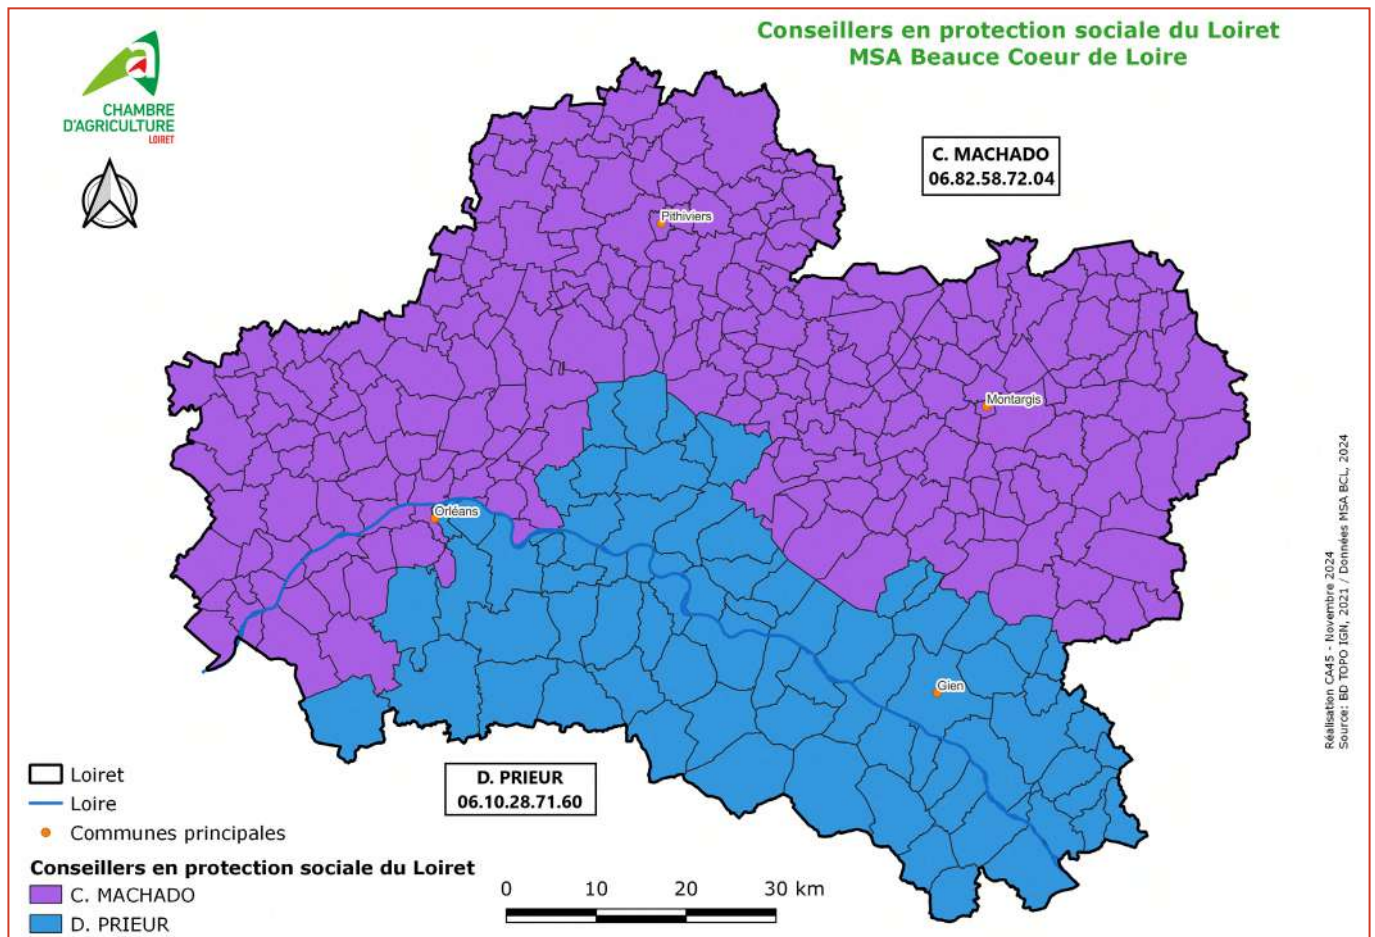 Conseillers en protection sociale du Loiret
MSA Beauce Coeur de Loire
a
CHAMBRE
D'AGRICULTURE
LOIRET
C. MACHADO
06.82.58.72.04
Pithiviers
Montargis
Orléans
Gien
D. PRIEUR
06.10.28.71.60
Loiret
Loire
Communes principales
Conseillers en protection sociale du Loiret
C. MACHADO
D. PRIEUR
0 10 20 30 km
Réalisation CA45 - Novembre 2024
Source: BD TOPO IGN, 2021 / Données MSA BCL, 2024